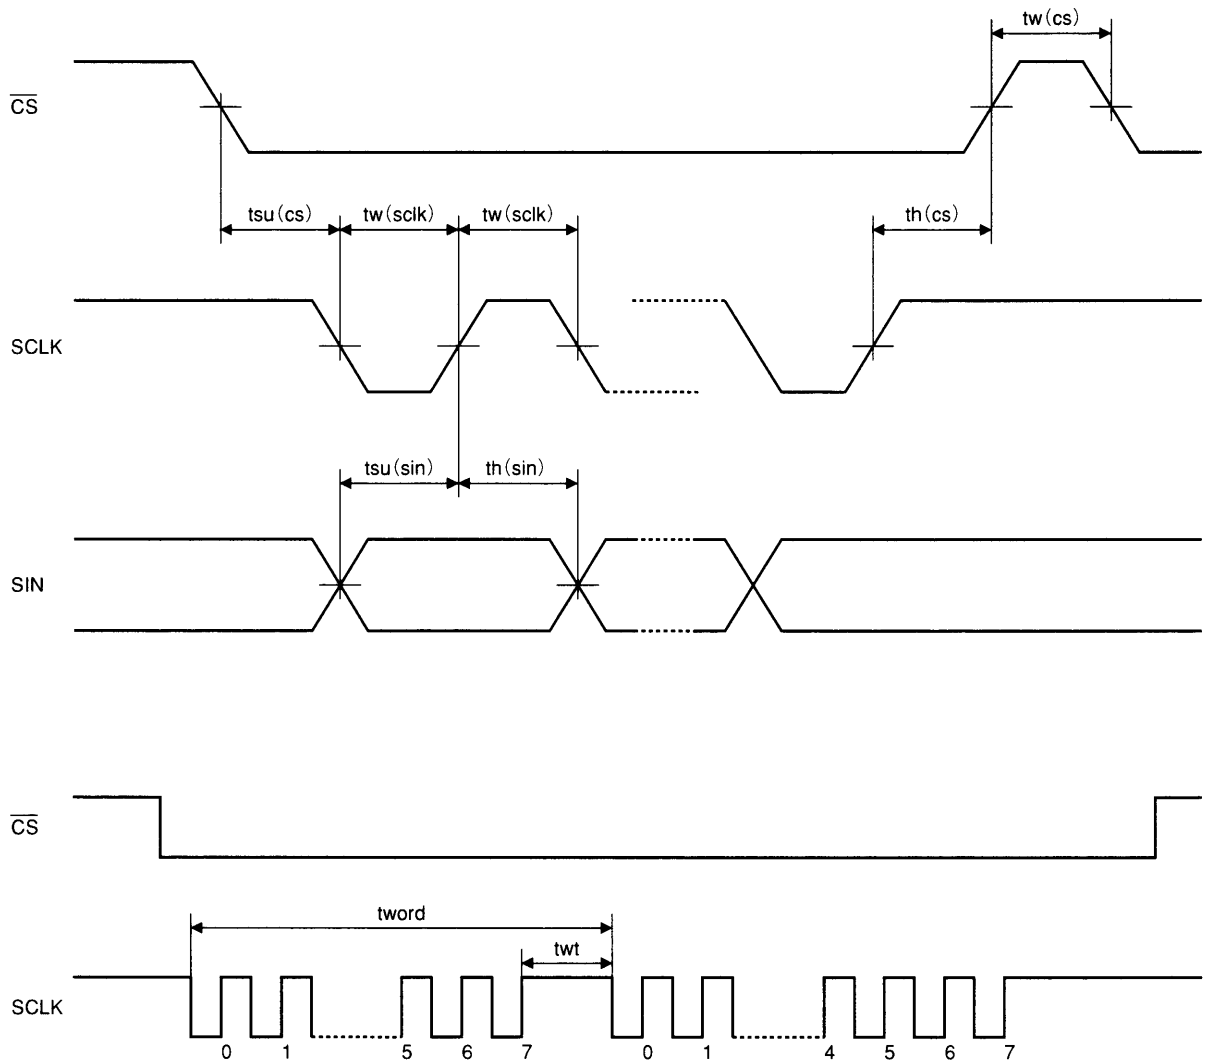 tw(cs)
CS
tsu(cs) tw(sclk) tw(sclk) th(cs)
SCLK
tsu(sin) th(sin)
SIN
CS
tword
twt
SCLK
0 1 5 6 7 0 1 4 5 6 7